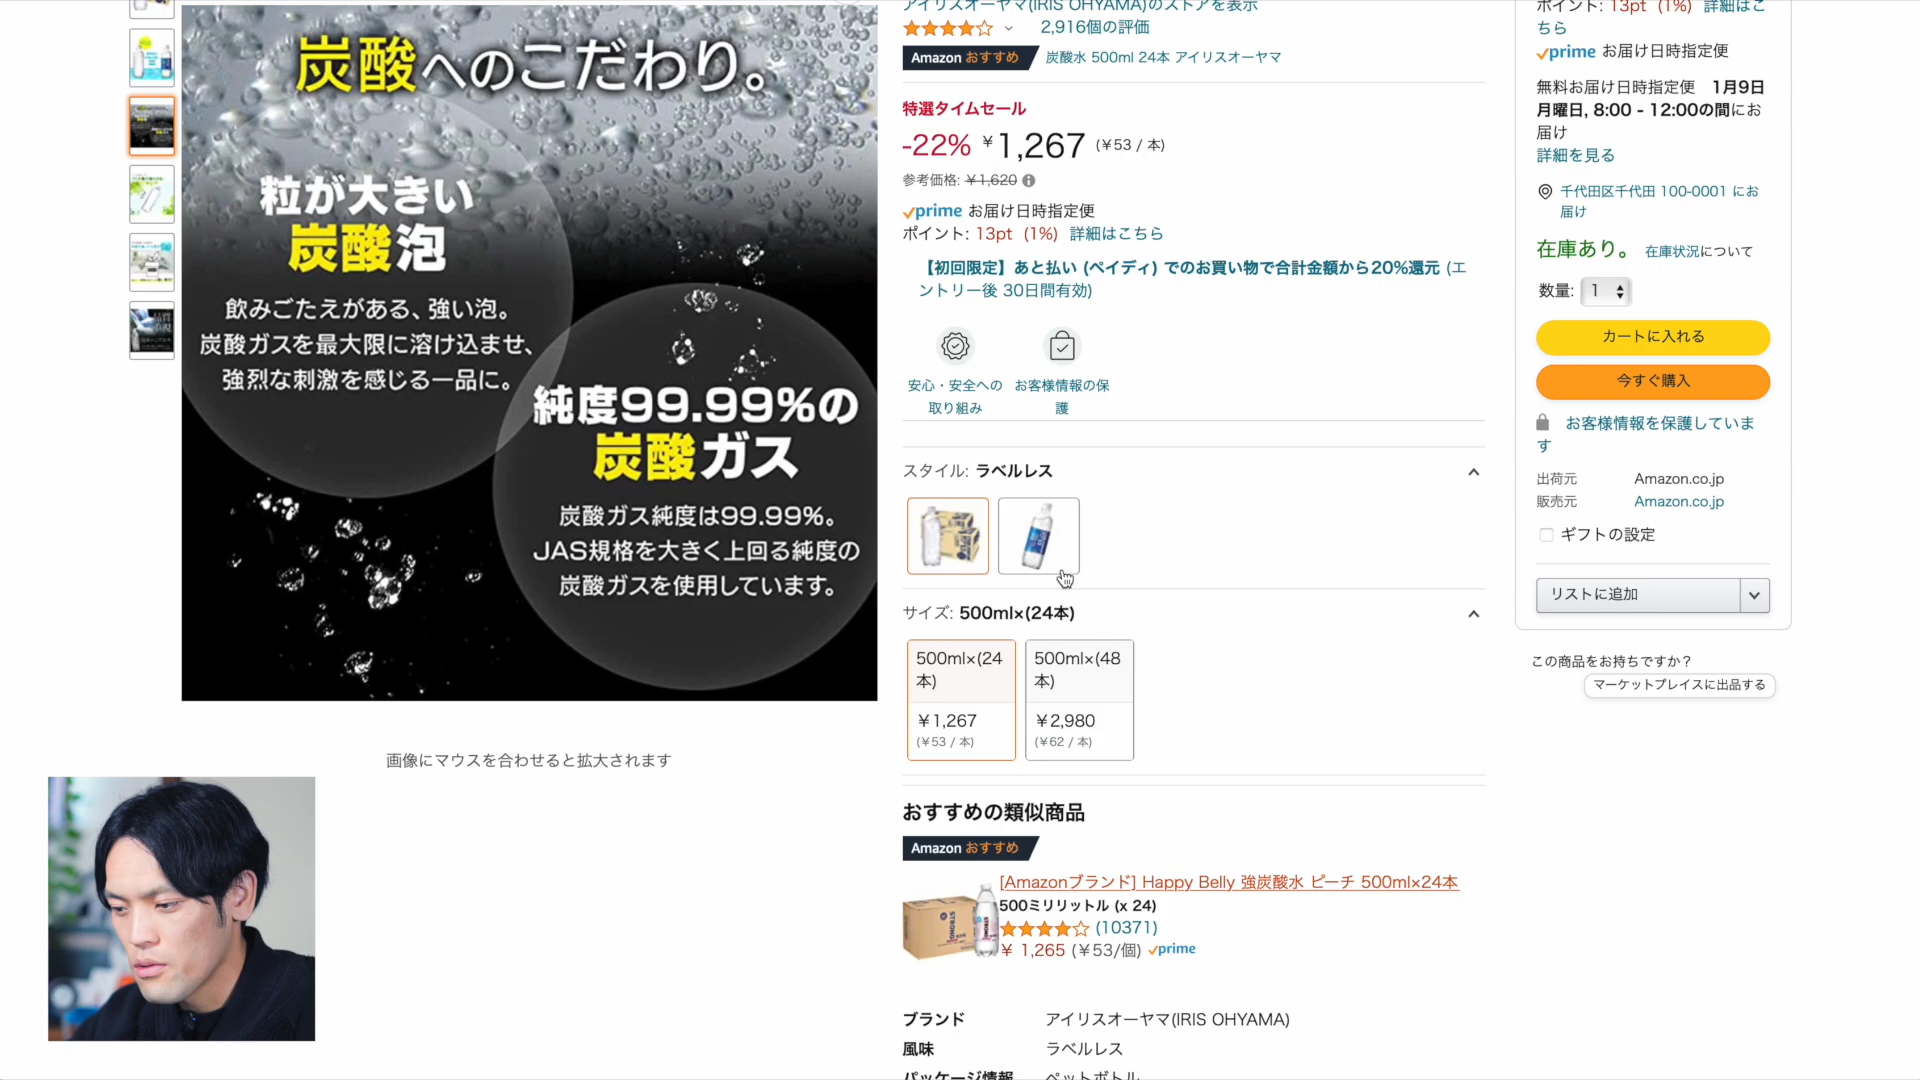 炭酸へのこだわり。
粒が大きい
炭酸泡
飲みごたえがある、強い泡。
炭酸ガスを最大限に溶け込ませ、
強烈な刺激を感じる一品に。
純度99.99%の
炭酸ガス
炭酸ガス純度は99.99%。
JAS規格を大きく上回る純度の
炭酸ガスを使用しています。
画像にマウスを合わせると拡大されます
アイリスオーヤマ(IRIS OHYAMA)のストアを表示
2,916個の評価
Amazon おすすめ 炭酸水 500ml 24本 アイリスオーヤマ
特選タイムセール
-22% ¥1,267 (¥53 / 本)
参考価格: ¥1,620
prime お届け日時指定便
ポイント: 13pt (1%) 詳細はこちら
【初回限定】あと払い (ペイディ) でのお買い物で合計金額から20%還元 (エ
ントリー後 30日間有効)
安心・安全への
取り組み
お客様情報の保
護
スタイル: ラベルレス
サイズ: 500ml×(24本)
500ml×(24
本)
¥1,267
(¥53 / 本)
500ml×(48
本)
¥2,980
(¥62 / 本)
おすすめの類似商品
Amazon おすすめ
[Amazonブランド] Happy Belly 強炭酸水 ピーチ 500ml×24本
500ミリリットル (x 24)
(10371)
¥ 1,265 (¥53/個) prime
ブランド アイリスオーヤマ(IRIS OHYAMA)
風味 ラベルレス
パッケージ情報 ペットボトル
ポイント: 13pt (1%) 詳細はこ
ちら
prime お届け日時指定便
無料お届け日時指定便 1月9日
月曜日, 8:00 - 12:00の間にお
届け
詳細を見る
千代田区千代田 100-0001 にお
届け
在庫あり。 在庫状況について
数量: 1
カートに入れる
今すぐ購入
お客様情報を保護していま
す
出荷元 Amazon.co.jp
販売元 Amazon.co.jp
ギフトの設定
リストに追加
この商品をお持ちですか？
マーケットプレイスに出品する